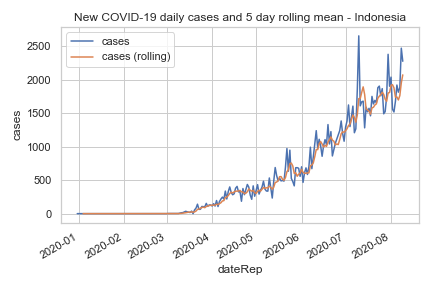 New COVID-19 daily cases and 5 day rolling mean - Indonesia
cases
cases (rolling)
2500
2000
1500
1000
500
0
cases
2020-01
2020-02
2020-03
2020-04
2020-05
2020-06
2020-07
2020-08
dateRep